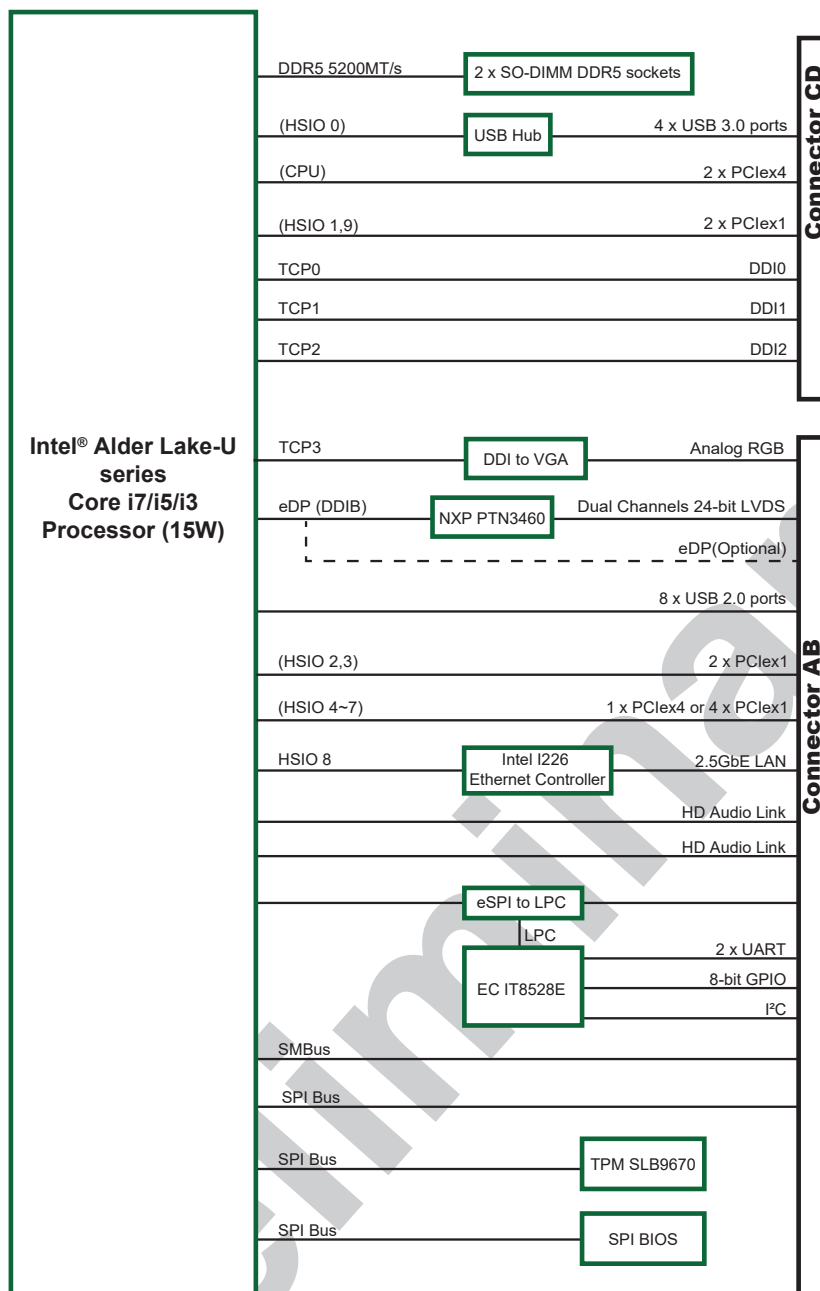 DDR5 5200MT/s
2 x SO-DIMM DDR5 sockets
(HSIO 0)
USB Hub
4 x USB 3.0 ports
(CPU)
2 x PCIex4
(HSIO 1,9)
2 x PCIex1
TCP0
DDI0
TCP1
DDI1
TCP2
DDI2
Connector CD
Intel® Alder Lake-U
series
Core i7/i5/i3
Processor (15W)
TCP3
DDI to VGA
Analog RGB
eDP (DDIB)
NXP PTN3460
Dual Channels 24-bit LVDS
eDP(Optional)
8 x USB 2.0 ports
(HSIO 2,3)
2 x PCIex1
(HSIO 4~7)
1 x PCIex4 or 4 x PCIex1
HSIO 8
Intel I226
Ethernet Controller
2.5GbE LAN
HD Audio Link
HD Audio Link
eSPI to LPC
LPC
EC IT8528E
2 x UART
8-bit GPIO
I²C
SMBus
SPI Bus
SPI Bus
TPM SLB9670
SPI Bus
SPI BIOS
Connector AB